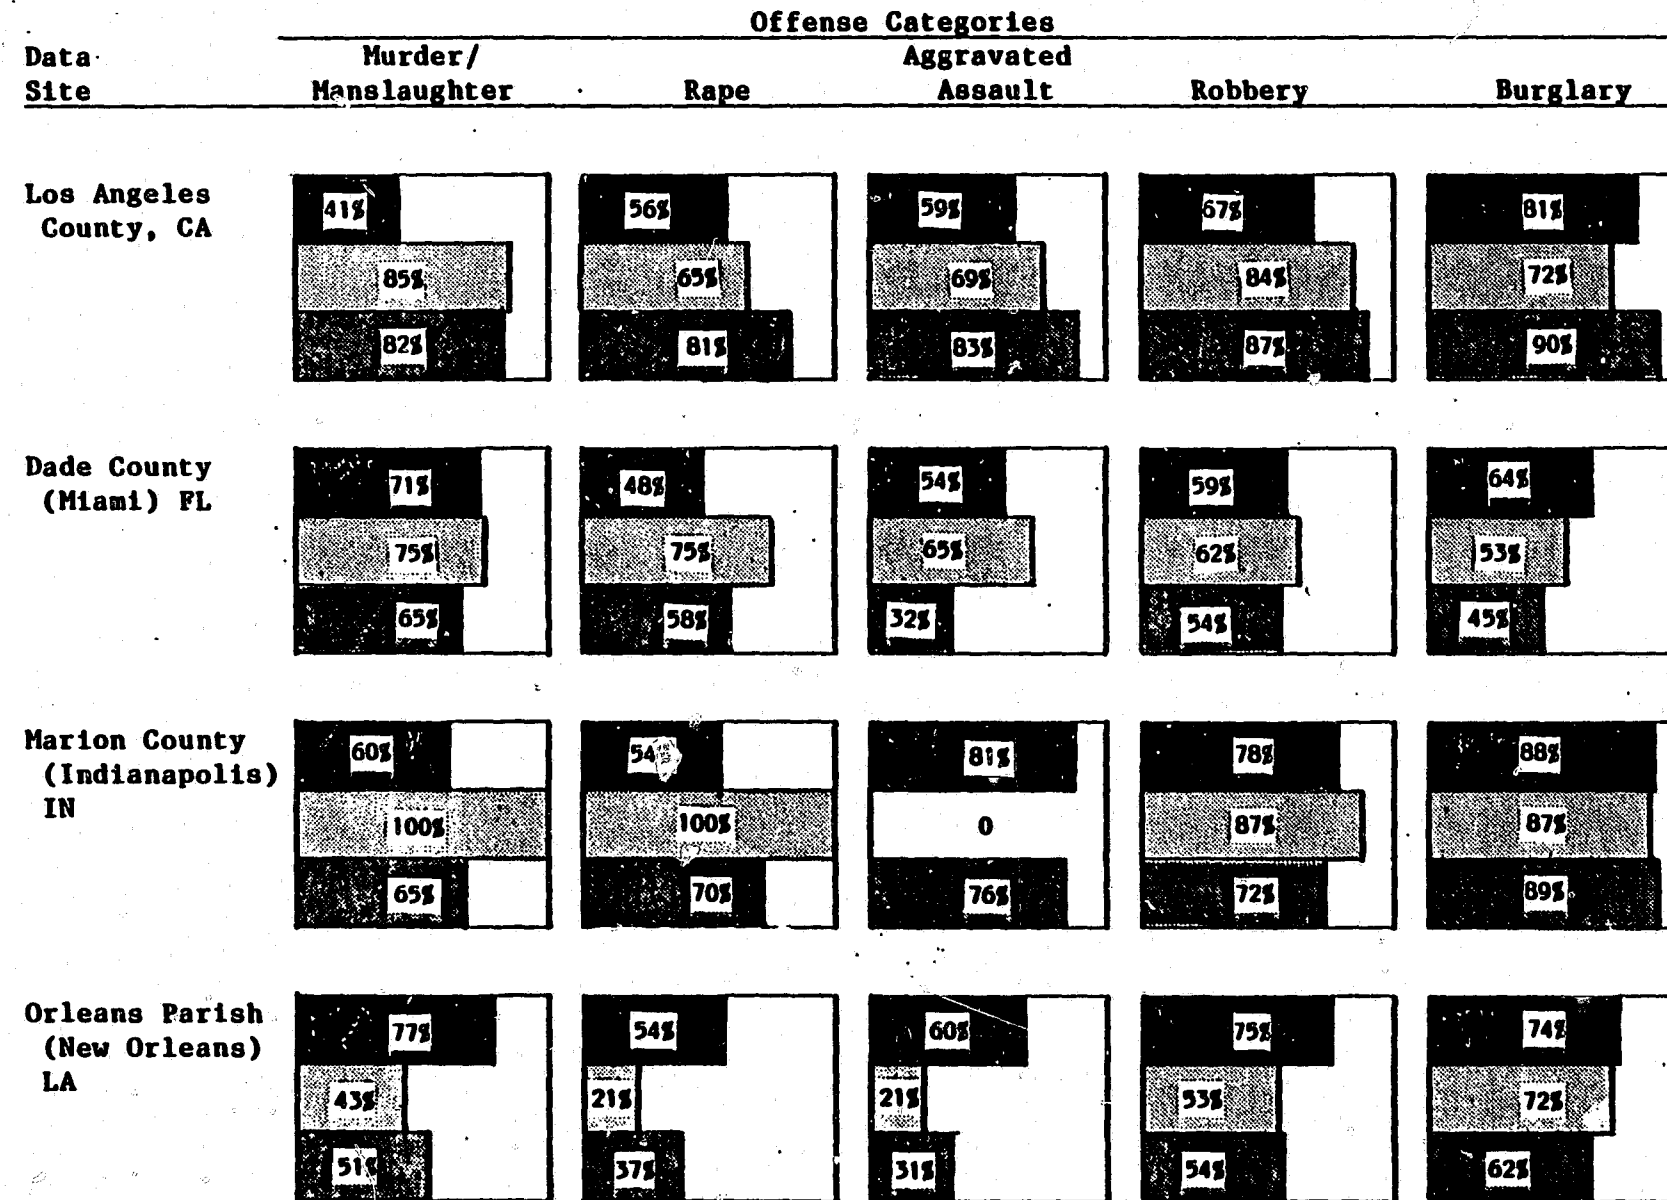 Offense Categories
Data Site Murder/ Manslaughter Rape Aggravated Assault Robbery Burglary
Los Angeles
County, CA
41% 56% 59% 67% 81%
85% 65% 69% 84% 72%
82% 81% 83% 87% 90%
Dade County
(Miami) FL
71% 48% 54% 59% 64%
75% 75% 65% 62% 53%
65% 58% 32% 54% 45%
Marion County
(Indianapolis)
IN
60% 54 81% 78% 88%
100% 100% 0 87% 87%
65% 70% 76% 72% 89%
Orleans Parish
(New Orleans)
LA
77% 54% 60% 75% 74%
43% 21% 21% 53% 72%
51% 37% 31% 54% 62%